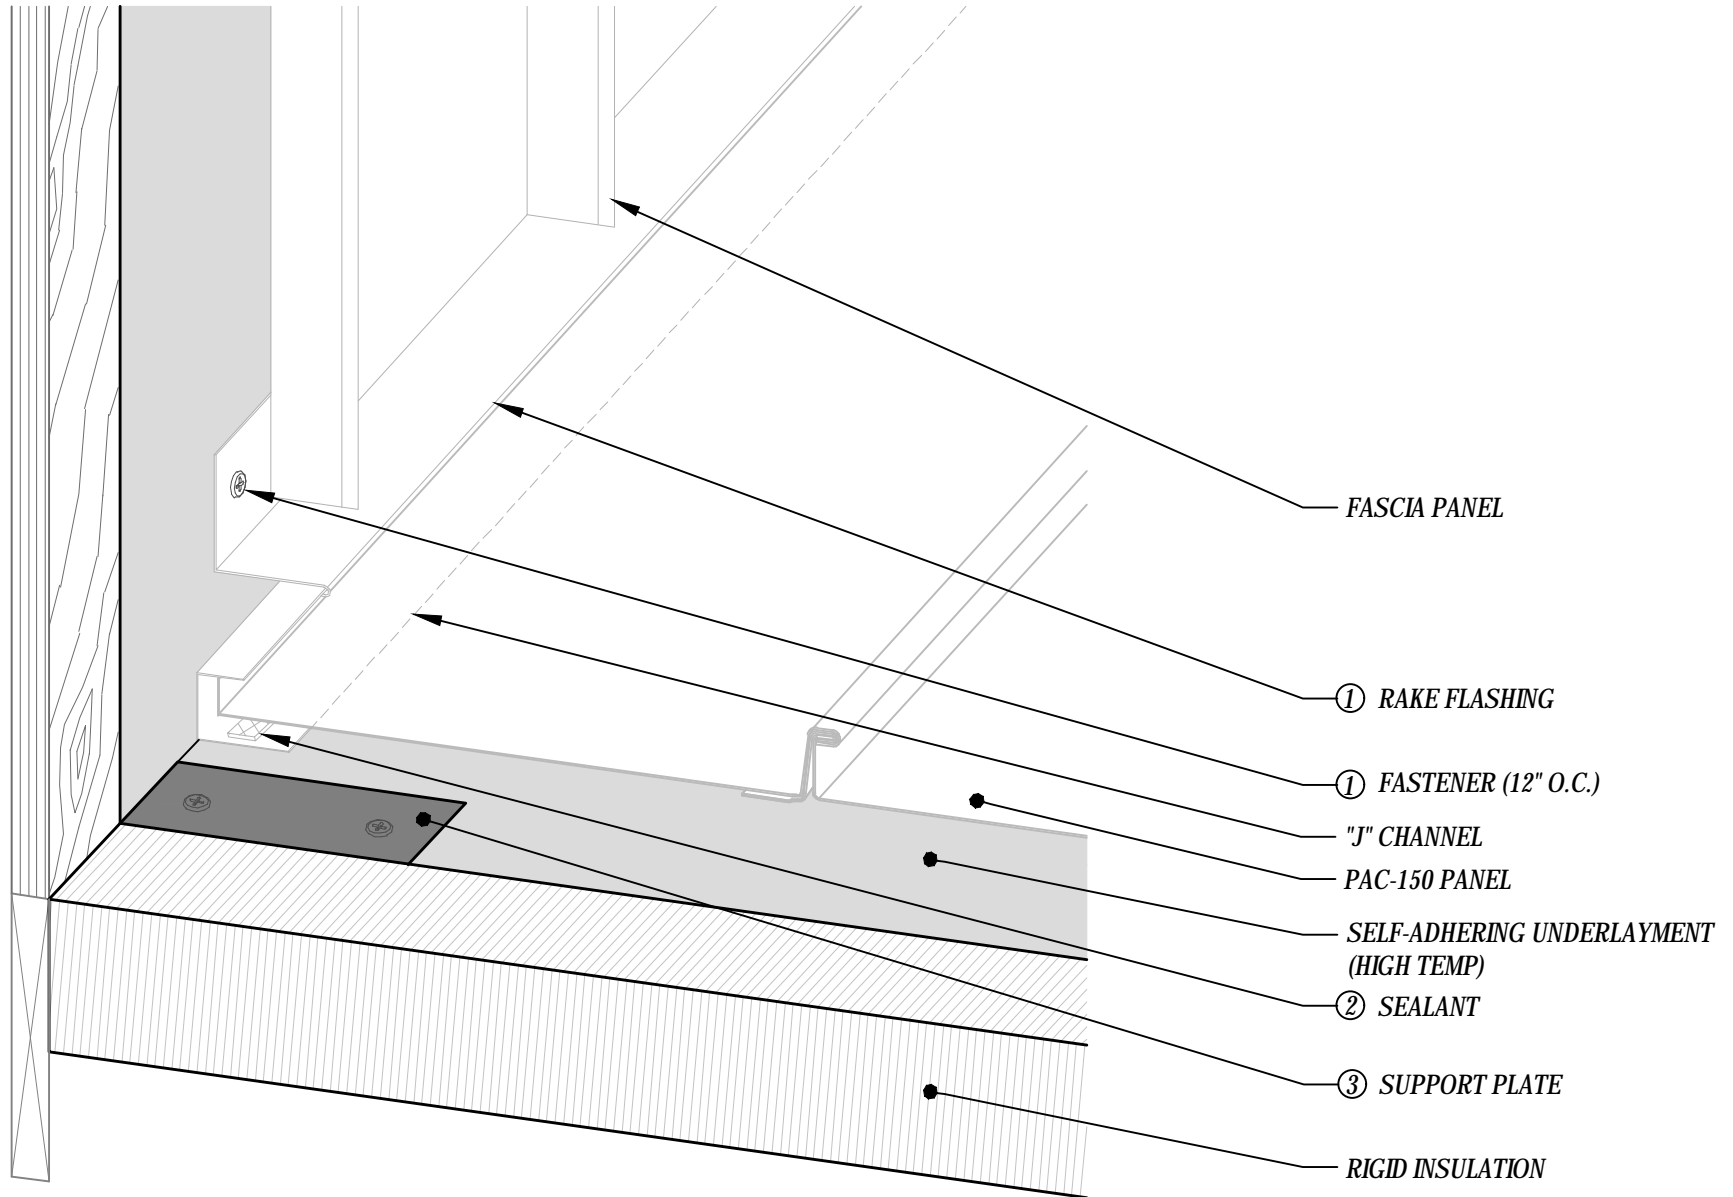 FASCIA PANEL
① RAKE FLASHING
① FASTENER (12" O.C.)
"J" CHANNEL
PAC-150 PANEL
SELF-ADHERING UNDERLAYMENT
(HIGH TEMP)
② SEALANT
③ SUPPORT PLATE
RIGID INSULATION